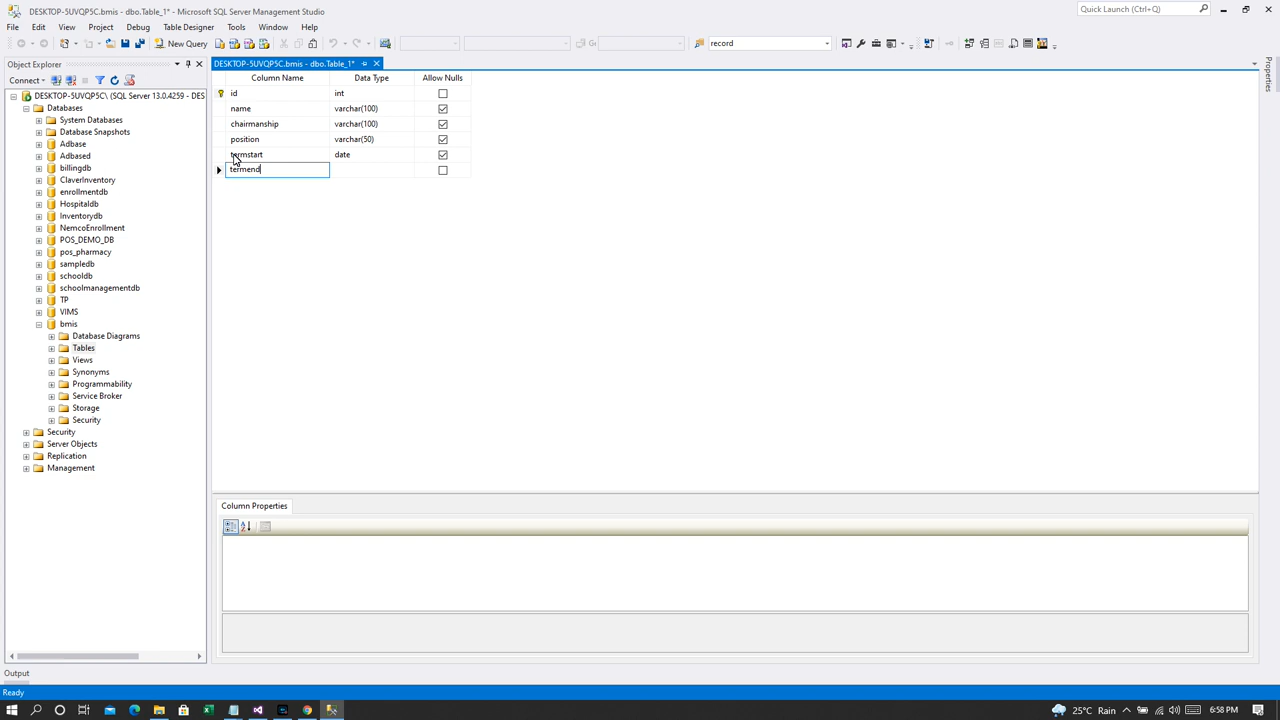 DESKTOP-5UVQP5C.bmis - dbo.Table_1* - Microsoft SQL Server Management Studio
Quick Launch (Ctrl+Q)
File Edit View Project Debug Table Designer Tools Window Help
New Query
record
Object Explorer
Connect
DESKTOP-5UVQP5C\ (SQL Server 13.0.4259 - DES
Databases
System Databases
Database Snapshots
Adbase
Adbased
billingdb
ClaverInventory
enrollmentdb
Hospitaldb
Inventorydb
NemcoEnrollment
POS_DEMO_DB
pos_pharmacy
sampledb
schooldb
schoolmanagementdb
TP
VIMS
bmis
Database Diagrams
Tables
Views
Synonyms
Programmability
Service Broker
Storage
Security
Security
Server Objects
Replication
Management
DESKTOP-5UVQP5C.bmis - dbo.Table_1*
Column Name Data Type Allow Nulls
id int
name varchar(100)
chairmanship varchar(100)
position varchar(50)
termstart date
termend
Column Properties
Properties
Output
Ready
25°C Rain
6:58 PM